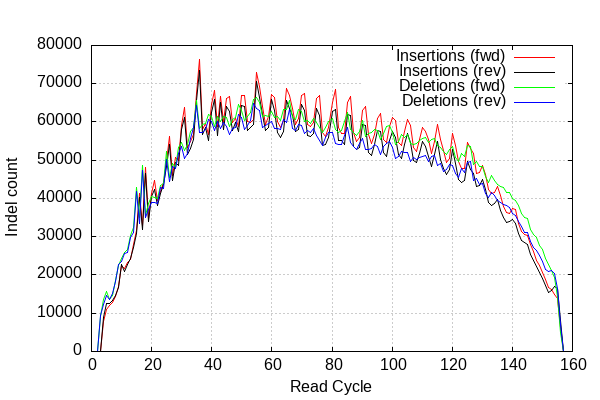 80000
70000
60000
50000
40000
30000
20000
10000
0
Indel count
Insertions (fwd)
Insertions (rev)
Deletions (fwd)
Deletions (rev)
0 20 40 60 80 100 120 140 160
Read Cycle